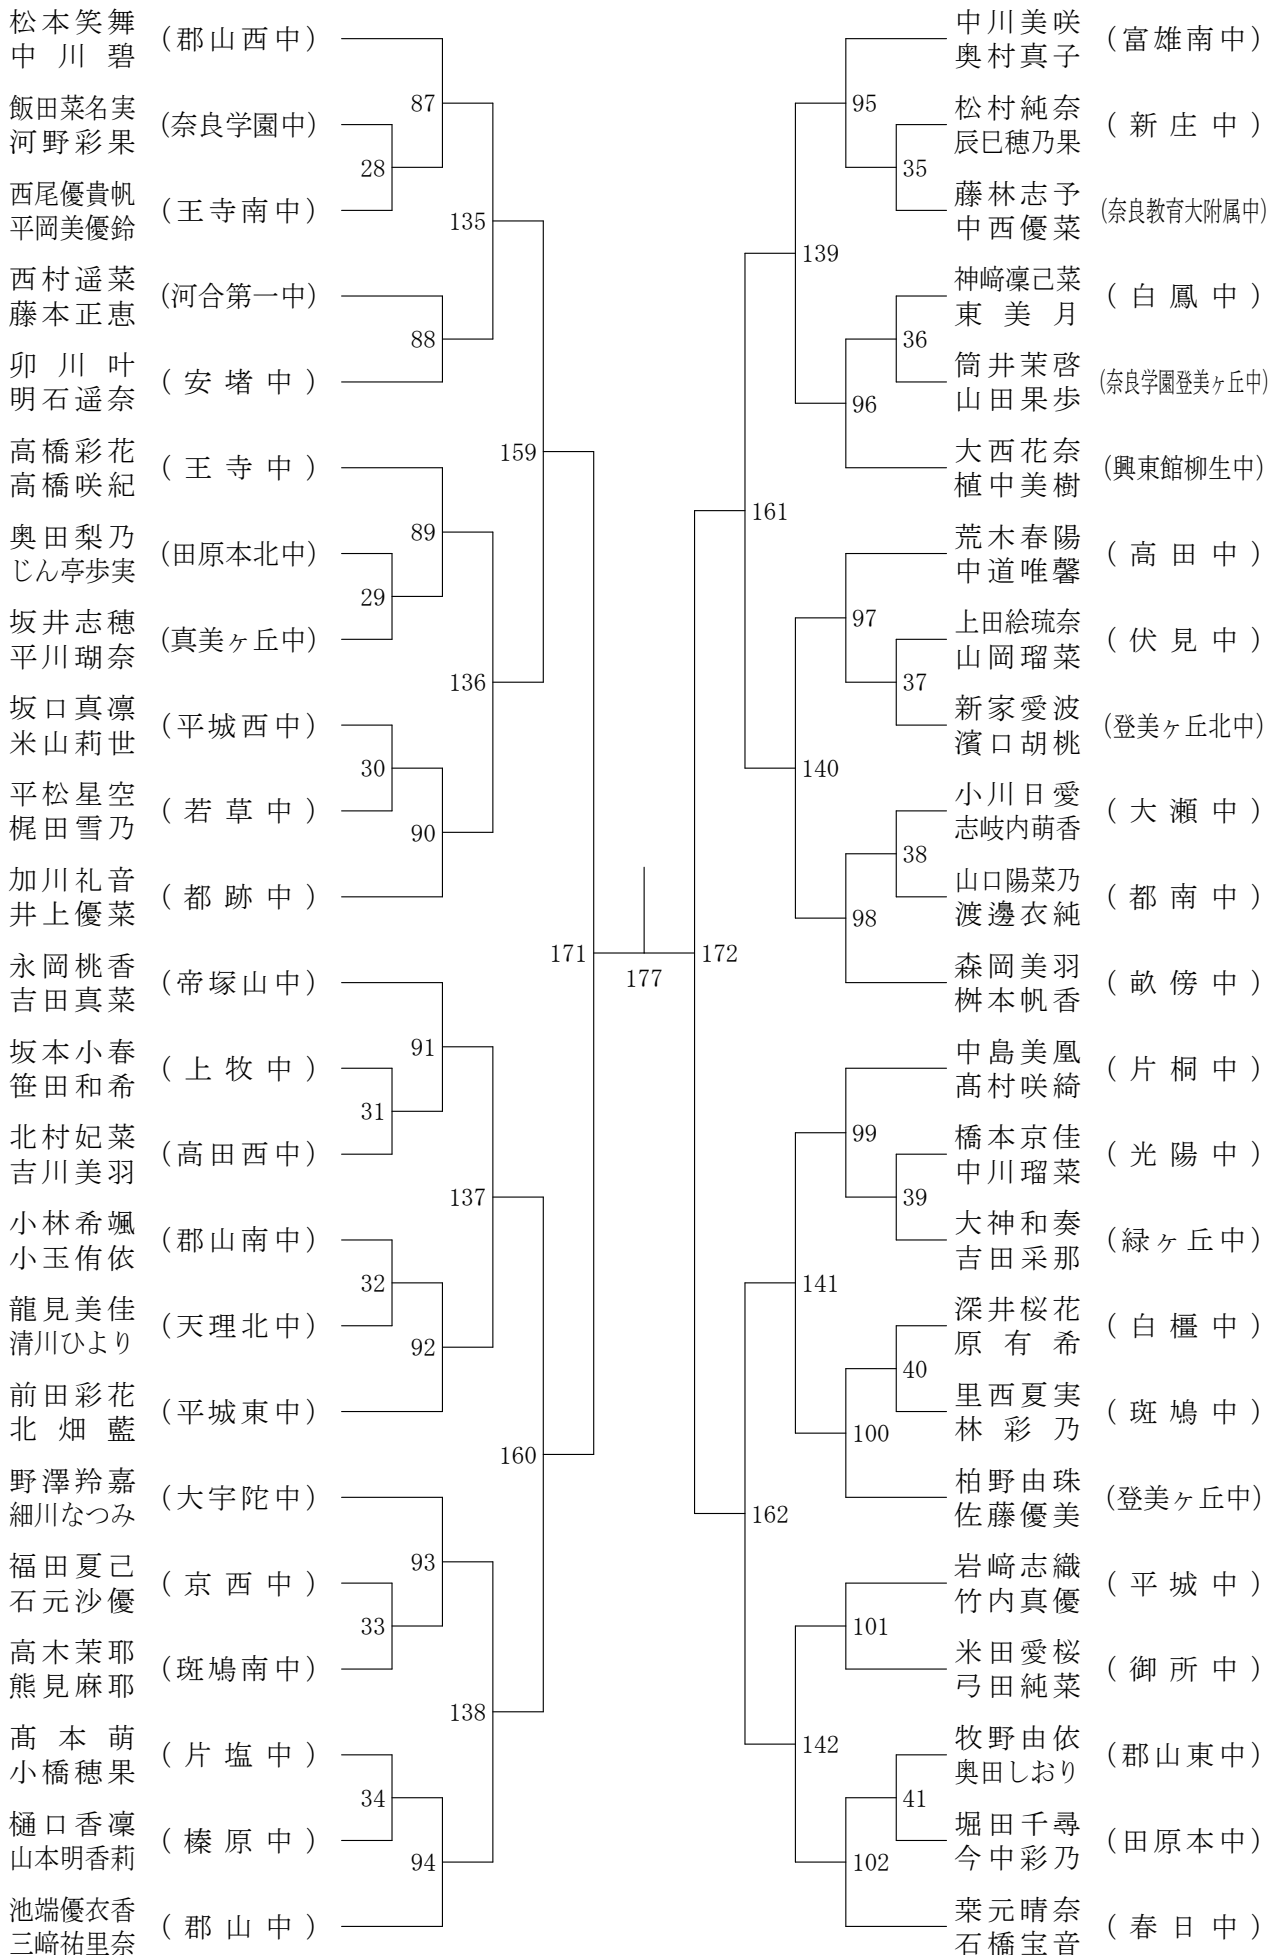 松本笑舞
中川碧
(郡山西中)
飯田菜名実
河野彩果
(奈良学園中)
西尾優貴帆
平岡美優鈴
(王寺南中)
西村遥菜
藤本正恵
(河合第一中)
卯川叶
明石遥奈
(安堵中)
高橋彩花
高橋咲紀
(王寺中)
奥田梨乃
じん亭歩実
(田原本北中)
坂井志穂
平川瑚奈
(真美ヶ丘中)
坂口真凛
米山莉世
(平城西中)
平松星空
梶田雪乃
(若草中)
加川礼音
井上優菜
(都跡中)
永岡桃香
吉田真菜
(帝塚山中)
坂本小春
笹田和希
(上牧中)
北村妃菜
吉川美羽
(高田西中)
小林希颯
小玉侑依
(郡山南中)
龍見美佳
清川ひより
(天理北中)
前田彩花
北畑藍
(平城東中)
野澤羚嘉
細川なつみ
(大宇陀中)
福田夏己
石元沙優
(京西中)
高木茉耶
熊見麻耶
(斑鳩南中)
髙本萌
小橋穂果
(片塩中)
樋口香凜
山本明香莉
(榛原中)
池端優衣香
三﨑祐里奈
(郡山中)
28
29
30
31
32
33
34
87
88
89
90
91
92
93
94
135
136
137
138
159
160
171
177
172
161
162
139
140
141
142
95
96
97
98
99
100
101
102
35
36
37
38
39
40
41
中川美咲
奥村真子
(富雄南中)
松村純奈
辰巳穂乃果
(新庄中)
藤林志予
中西優菜
(奈良教育大附属中)
神﨑凜己菜
東美月
(白鳳中)
筒井茉啓
山田果歩
(奈良学園登美ヶ丘中)
大西花奈
植中美樹
(興東館柳生中)
荒木春陽
中道唯馨
(高田中)
上田絵琉奈
山岡瑠菜
(伏見中)
新家愛波
濱口胡桃
(登美ヶ丘北中)
小川日愛
志岐内萌香
(大瀬中)
山口陽菜乃
渡邊衣純
(都南中)
森岡美羽
桝本帆香
(畝傍中)
中島美凰
髙村咲綺
(片桐中)
橋本京佳
中川瑠菜
(光陽中)
大神和奏
吉田采那
(緑ヶ丘中)
深井桜花
原有希
(白橿中)
里西夏実
林彩乃
(斑鳩中)
柏野由珠
佐藤優美
(登美ヶ丘中)
岩﨑志織
竹内真優
(平城中)
米田愛桜
弓田純菜
(御所中)
牧野由依
奥田しおり
(郡山東中)
堀田千尋
今中彩乃
(田原本中)
桒元晴奈
石橋宝音
(春日中)